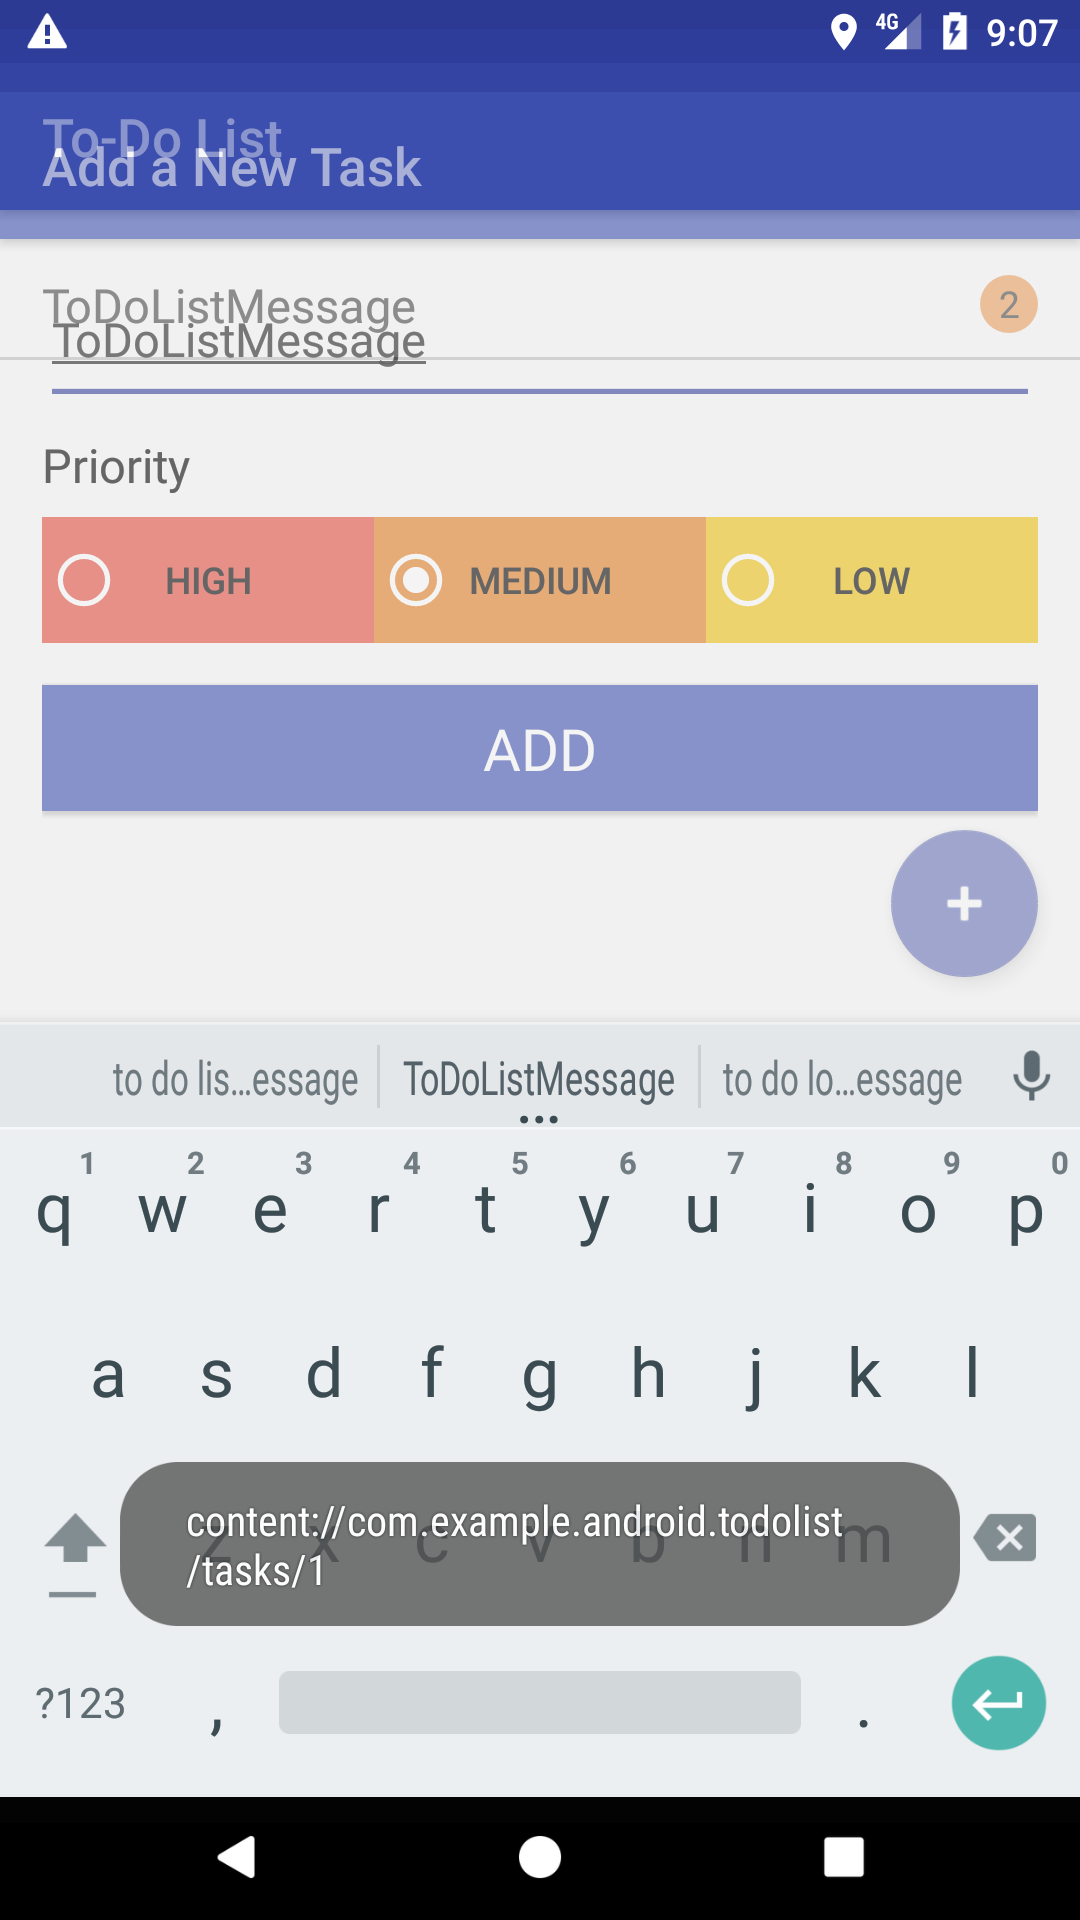 4G 9:07
To-Do List
Add a New Task
ToDoListMessage 2
ToDoListMessage
Priority
HIGH MEDIUM LOW
ADD
+
to do lis...essage ToDoListMessage to do lo...essage
1 2 3 4 5 6 7 8 9 0
q w e r t y u i o p
a s d f g h j k l
z x c v b n m
content://com.example.android.todolist
/tasks/1
?123 , .